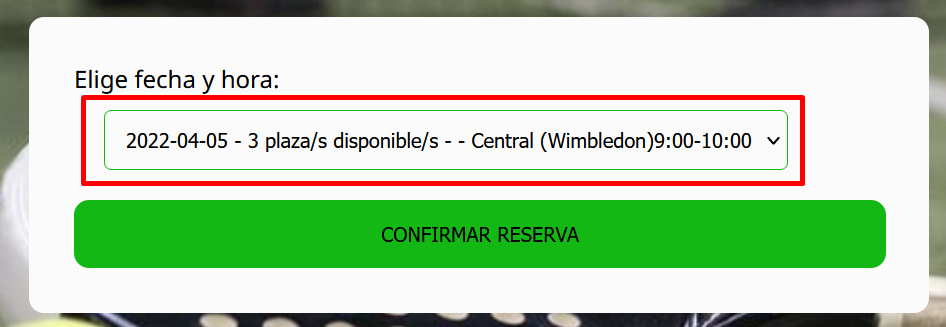 Elige fecha y hora:
2022-04-05 - 3 plaza/s disponible/s - - Central (Wimbledon)9:00-10:00
CONFIRMAR RESERVA